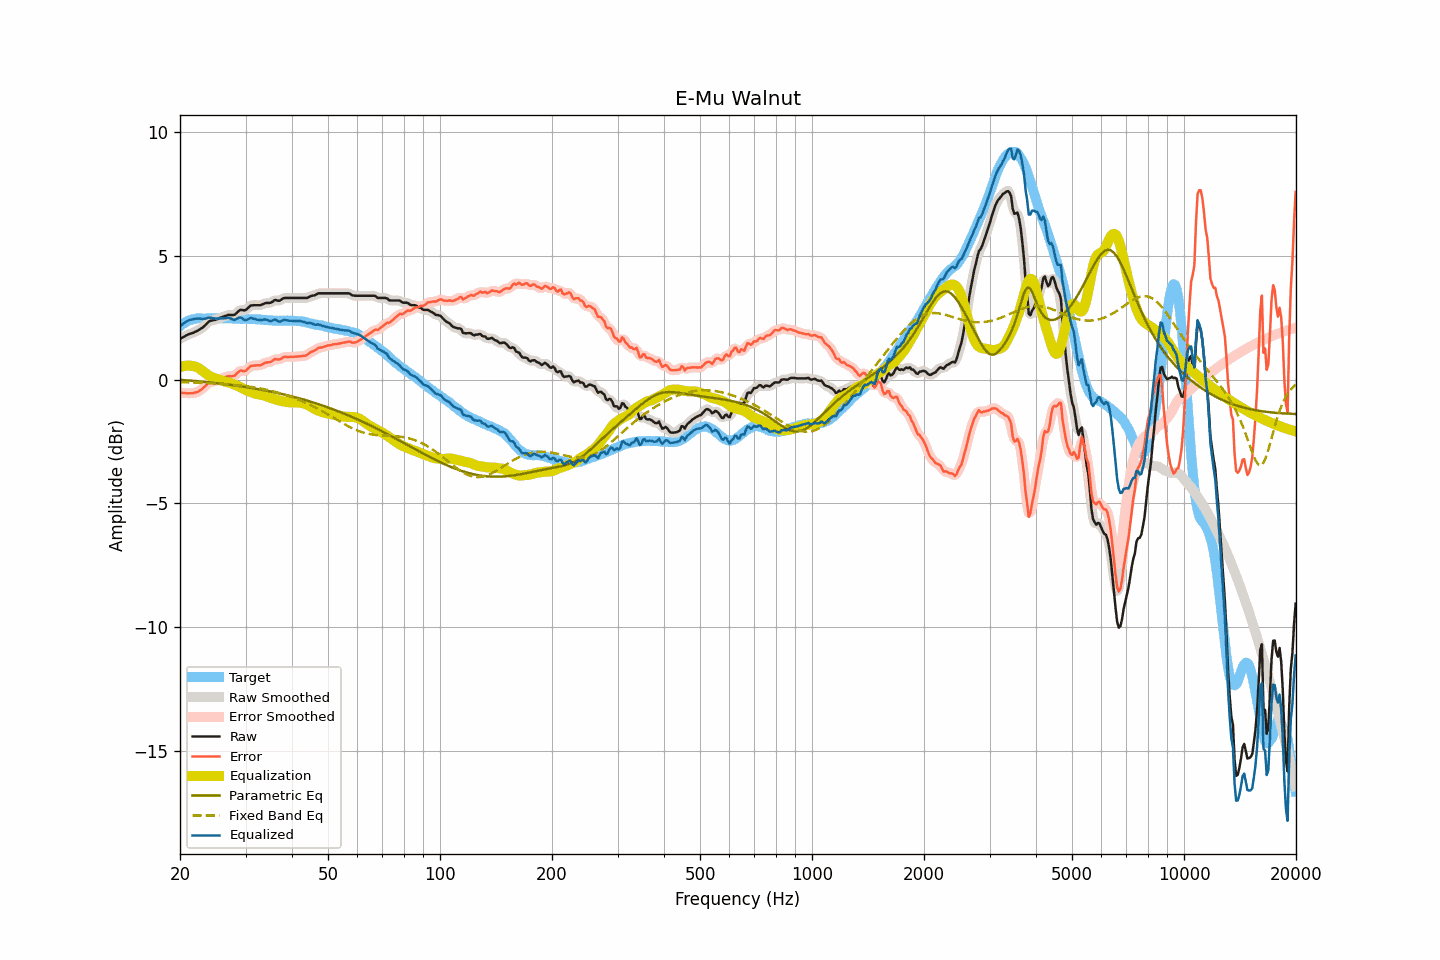 E-Mu Walnut
10
5
0
−5
−10
−15
Amplitude (dBr)
Target
Raw Smoothed
Error Smoothed
Raw
Error
Equalization
Parametric Eq
Fixed Band Eq
Equalized
20 50 100 200 500 1000 2000 5000 10000 20000
Frequency (Hz)